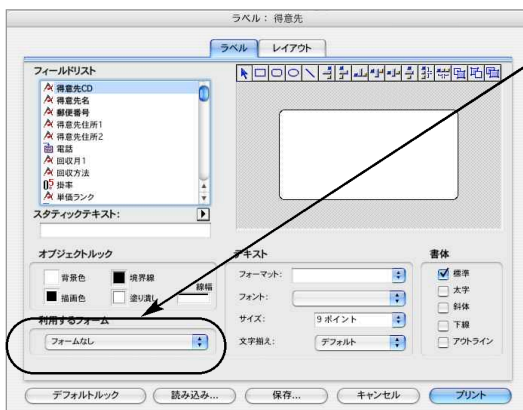 ラベル： 得意先
ラベル レイアウト
フィールドリスト
得意先CD
得意先名
郵便番号
得意先住所1
得意先住所2
電話
回収月1
回収方法
掛率
単価ランク
スタティックテキスト：
オブジェクトルック テキスト 書体
背景色 境界線 線幅
描画色 塗り潰し
フォーマット：
フォント：
サイズ： 9 ポイント
文字揃え： デフォルト
標準
太字
斜体
下線
アウトライン
利用するフォーム
フォームなし
デフォルトルック 読み込み... 保存... キャンセル プリント